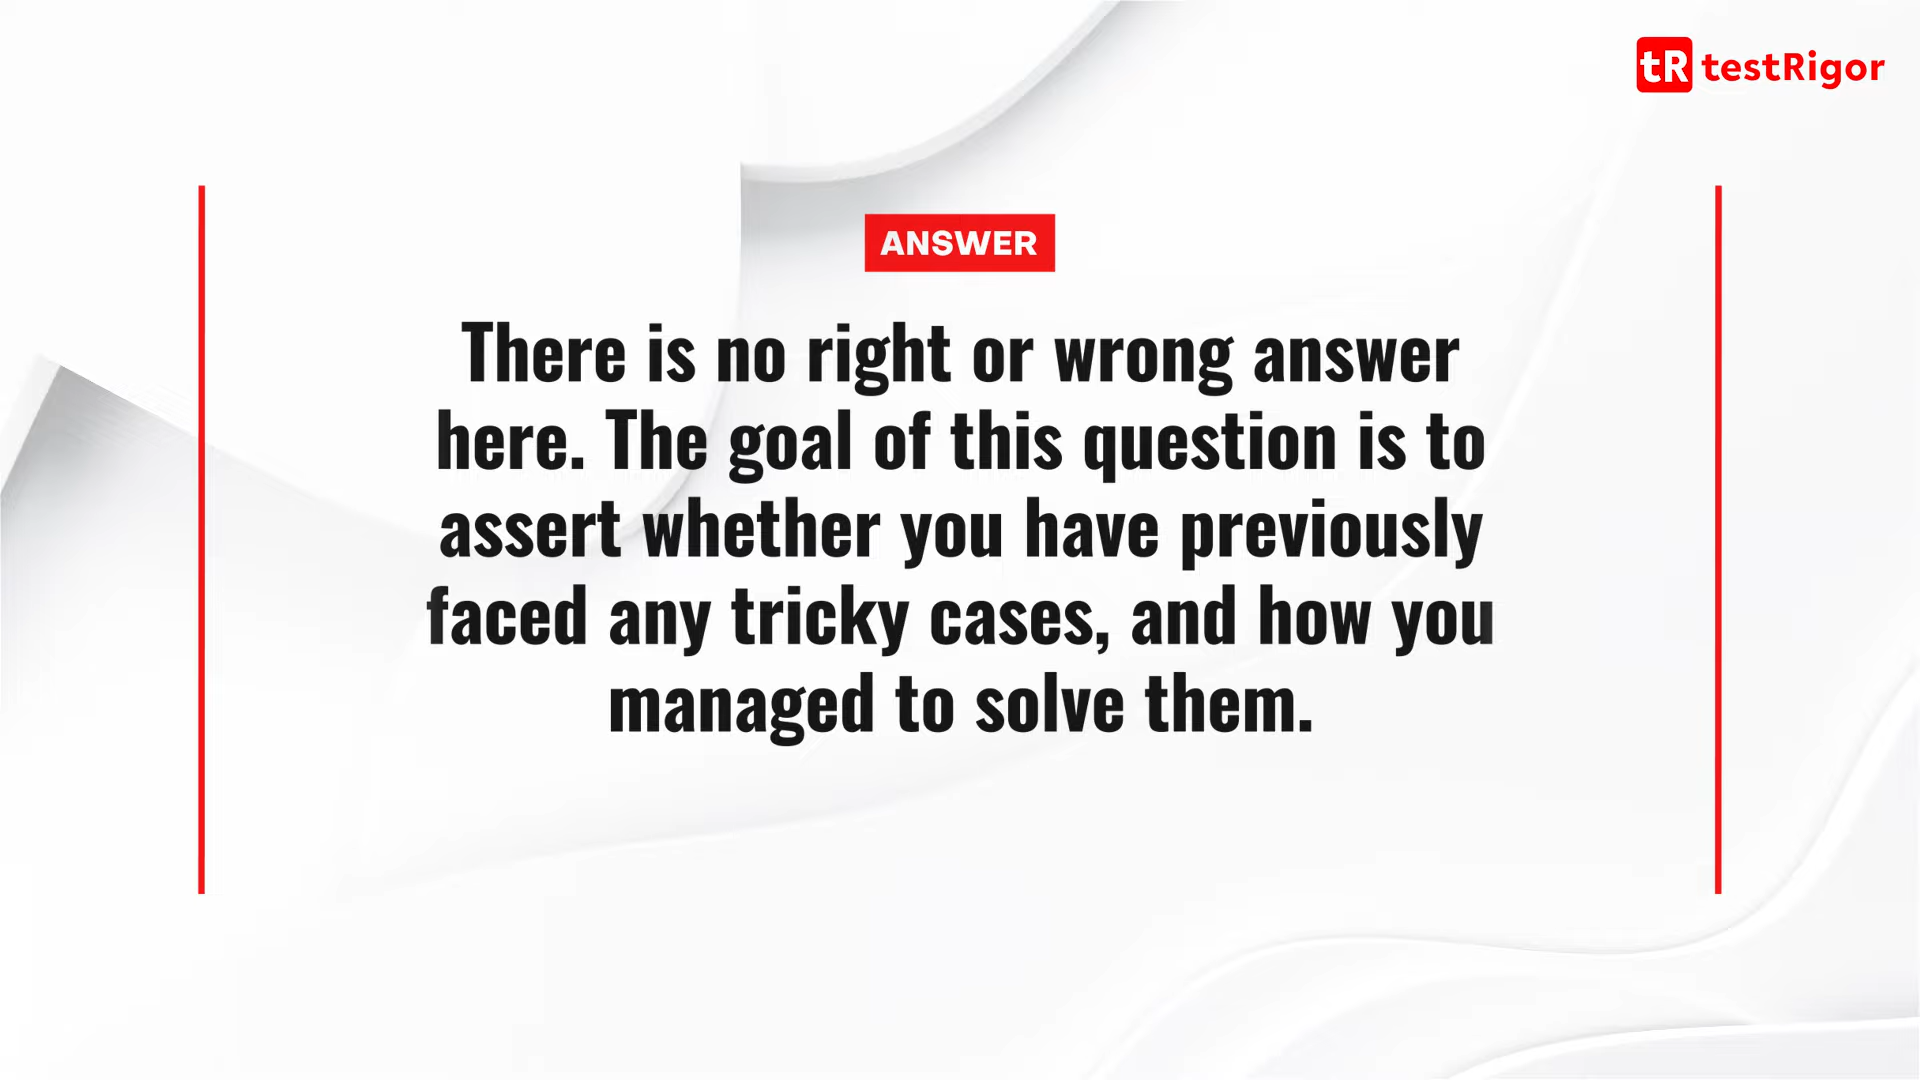 tR testRigor
ANSWER
There is no right or wrong answer
here. The goal of this question is to
assert whether you have previously
faced any tricky cases, and how you
managed to solve them.